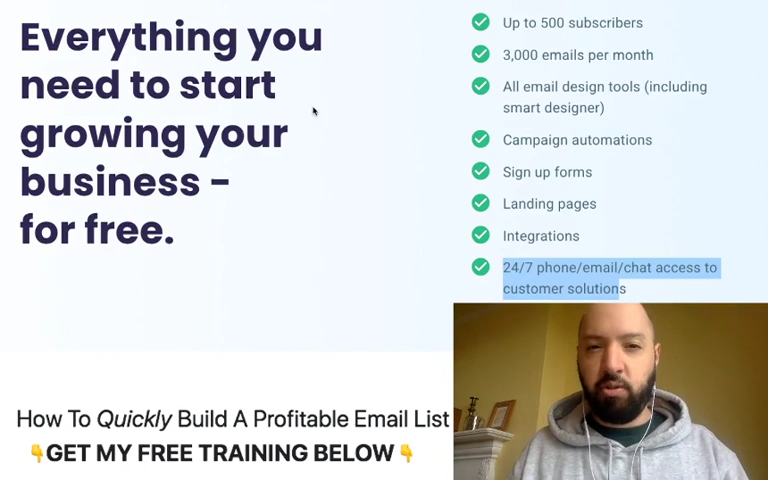 Everything you
need to start
growing your
business -
for free.
Up to 500 subscribers
3,000 emails per month
All email design tools (including
smart designer)
Campaign automations
Sign up forms
Landing pages
Integrations
24/7 phone/email/chat access to
customer solutions
How To Quickly Build A Profitable Email List
👇GET MY FREE TRAINING BELOW👇